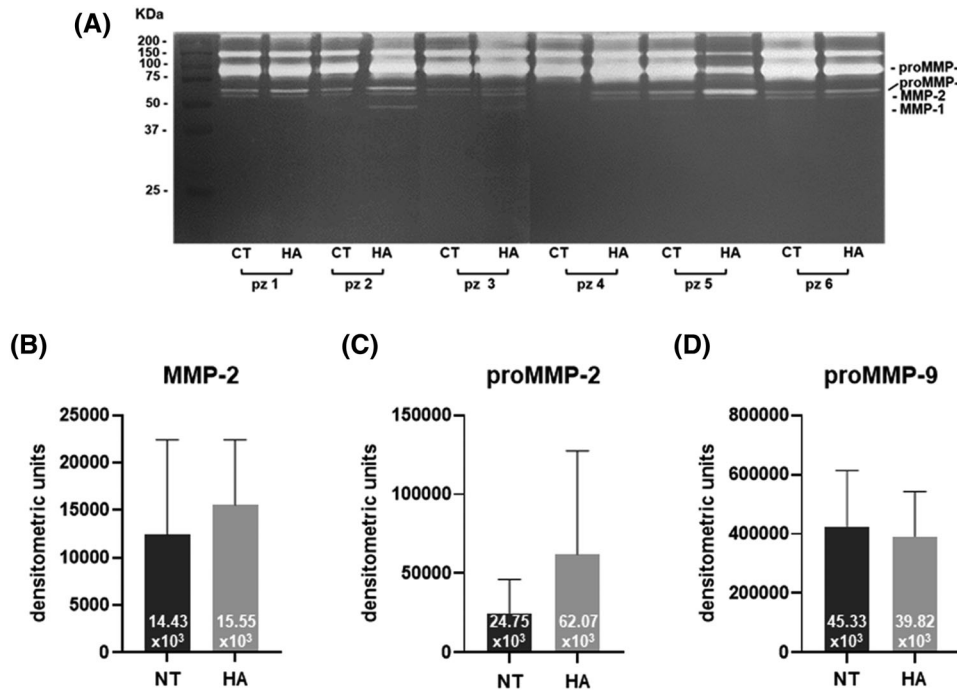 (A)
KDa
200 -
150 -
100 -
75 -
50 -
37 -
25 -
- proMMP-
proMMP-
- MMP-2
- MMP-1
CT HA CT HA CT HA CT HA CT HA CT HA
pz 1 pz 2 pz 3 pz 4 pz 5 pz 6
(B)
MMP-2
densitometric units
25000
20000
15000
10000
5000
0
14.43
x10³
15.55
x10³
NT HA
(C)
proMMP-2
densitometric units
150000
100000
50000
0
24.75
x10³
62.07
x10³
NT HA
(D)
proMMP-9
densitometric units
800000
600000
400000
200000
0
45.33
x10³
39.82
x10³
NT HA